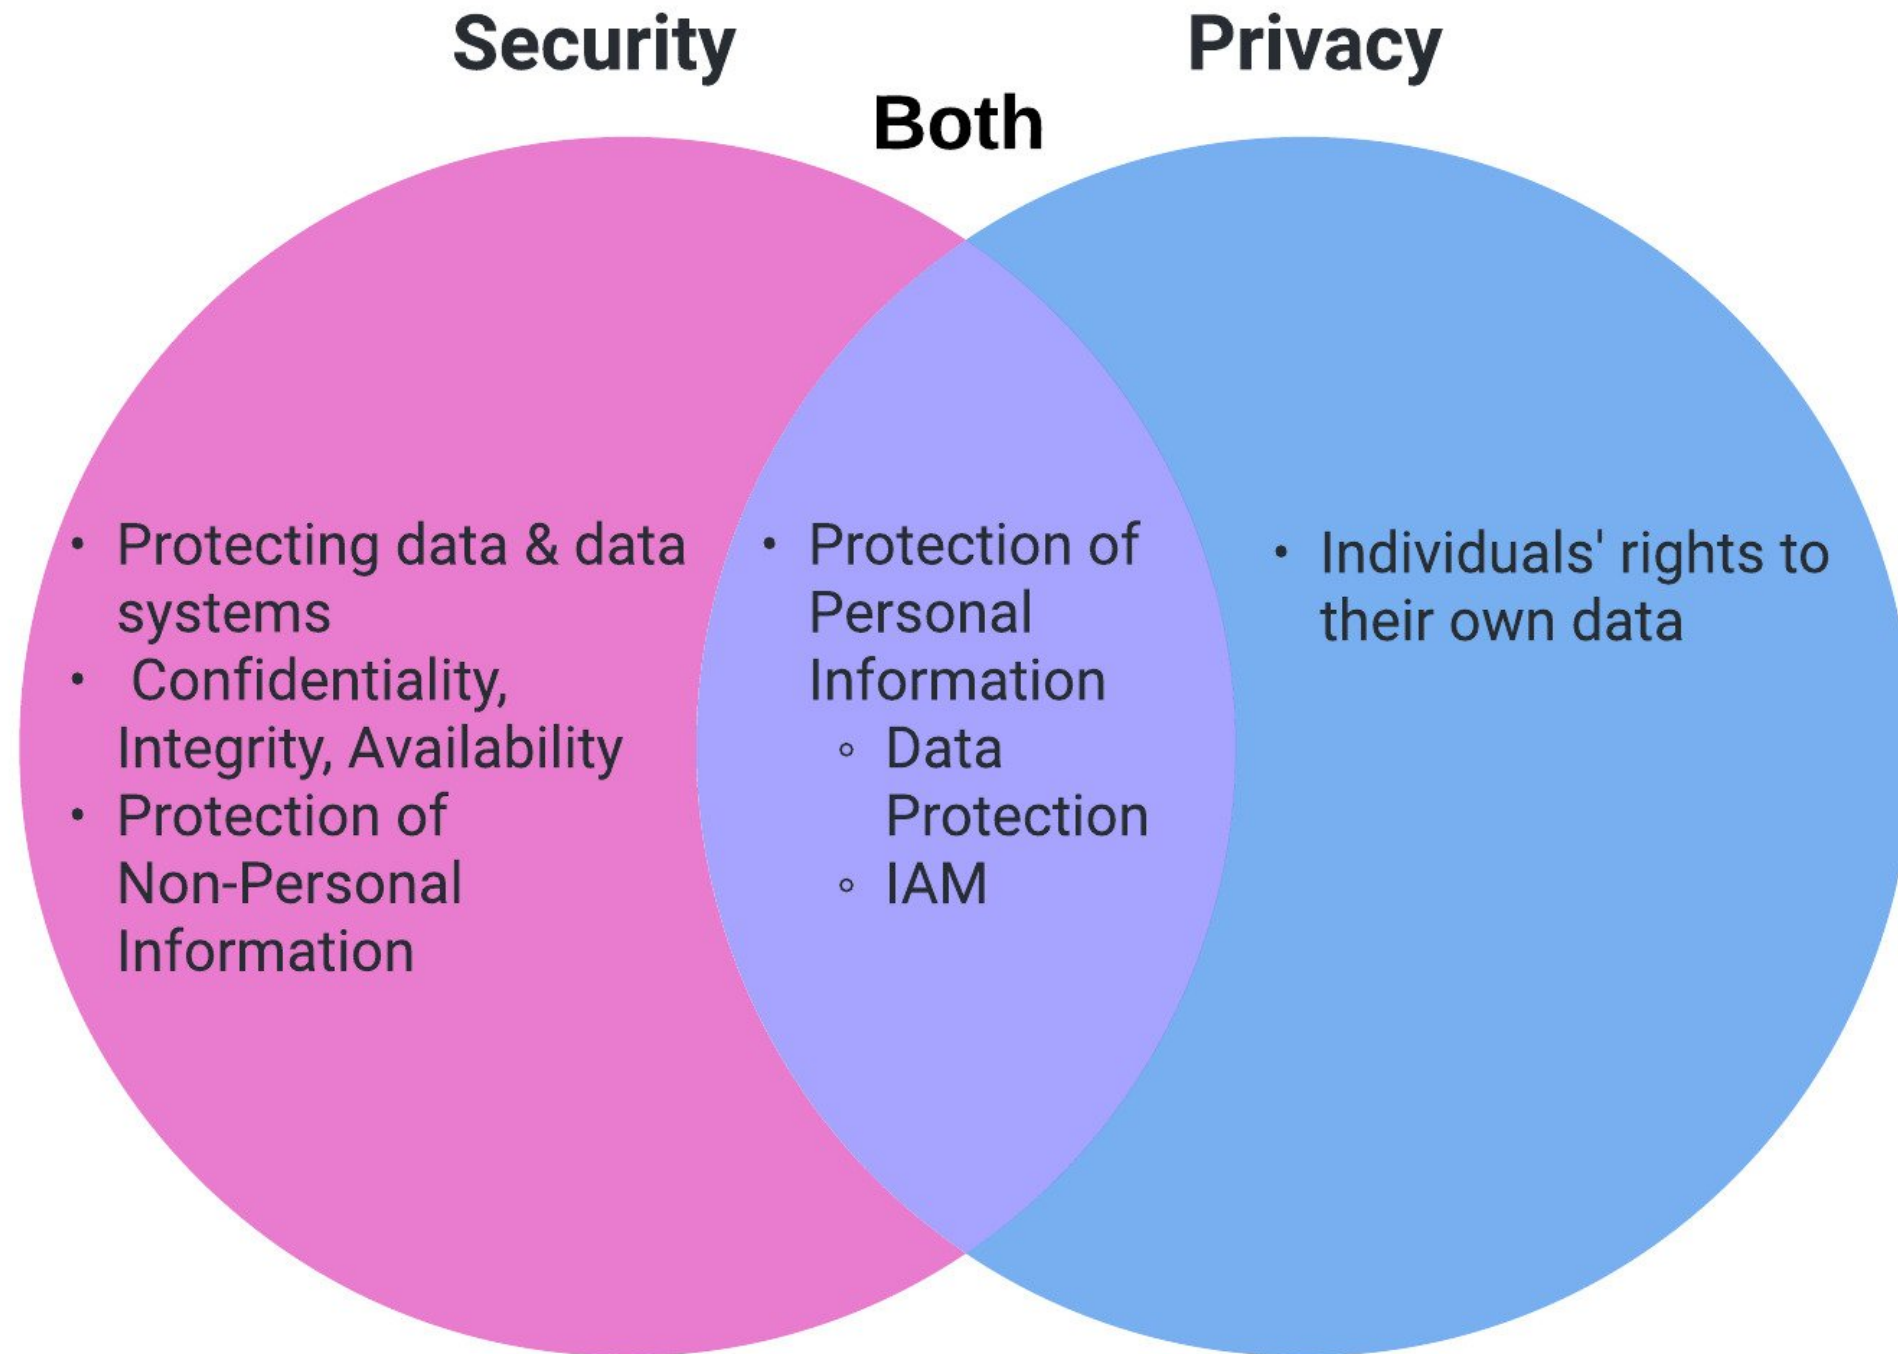 Security
Privacy
Both
• Protecting data & data
systems
• Confidentiality,
Integrity, Availability
• Protection of
Non-Personal
Information
• Protection of
Personal
Information
◦ Data
Protection
◦ IAM
• Individuals' rights to
their own data